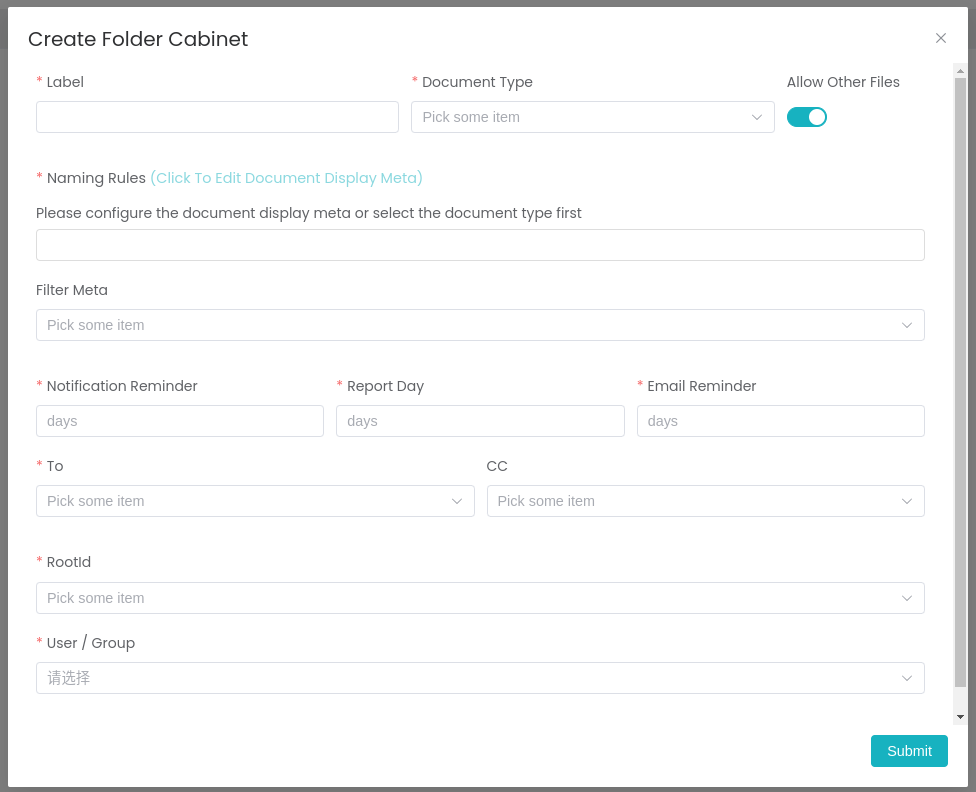 Create Folder Cabinet
* Label
* Document Type
Allow Other Files
Pick some item
* Naming Rules (Click To Edit Document Display Meta)
Please configure the document display meta or select the document type first
Filter Meta
Pick some item
* Notification Reminder
* Report Day
* Email Reminder
days
days
days
* To
CC
Pick some item
Pick some item
* RootId
Pick some item
* User / Group
请选择
Submit